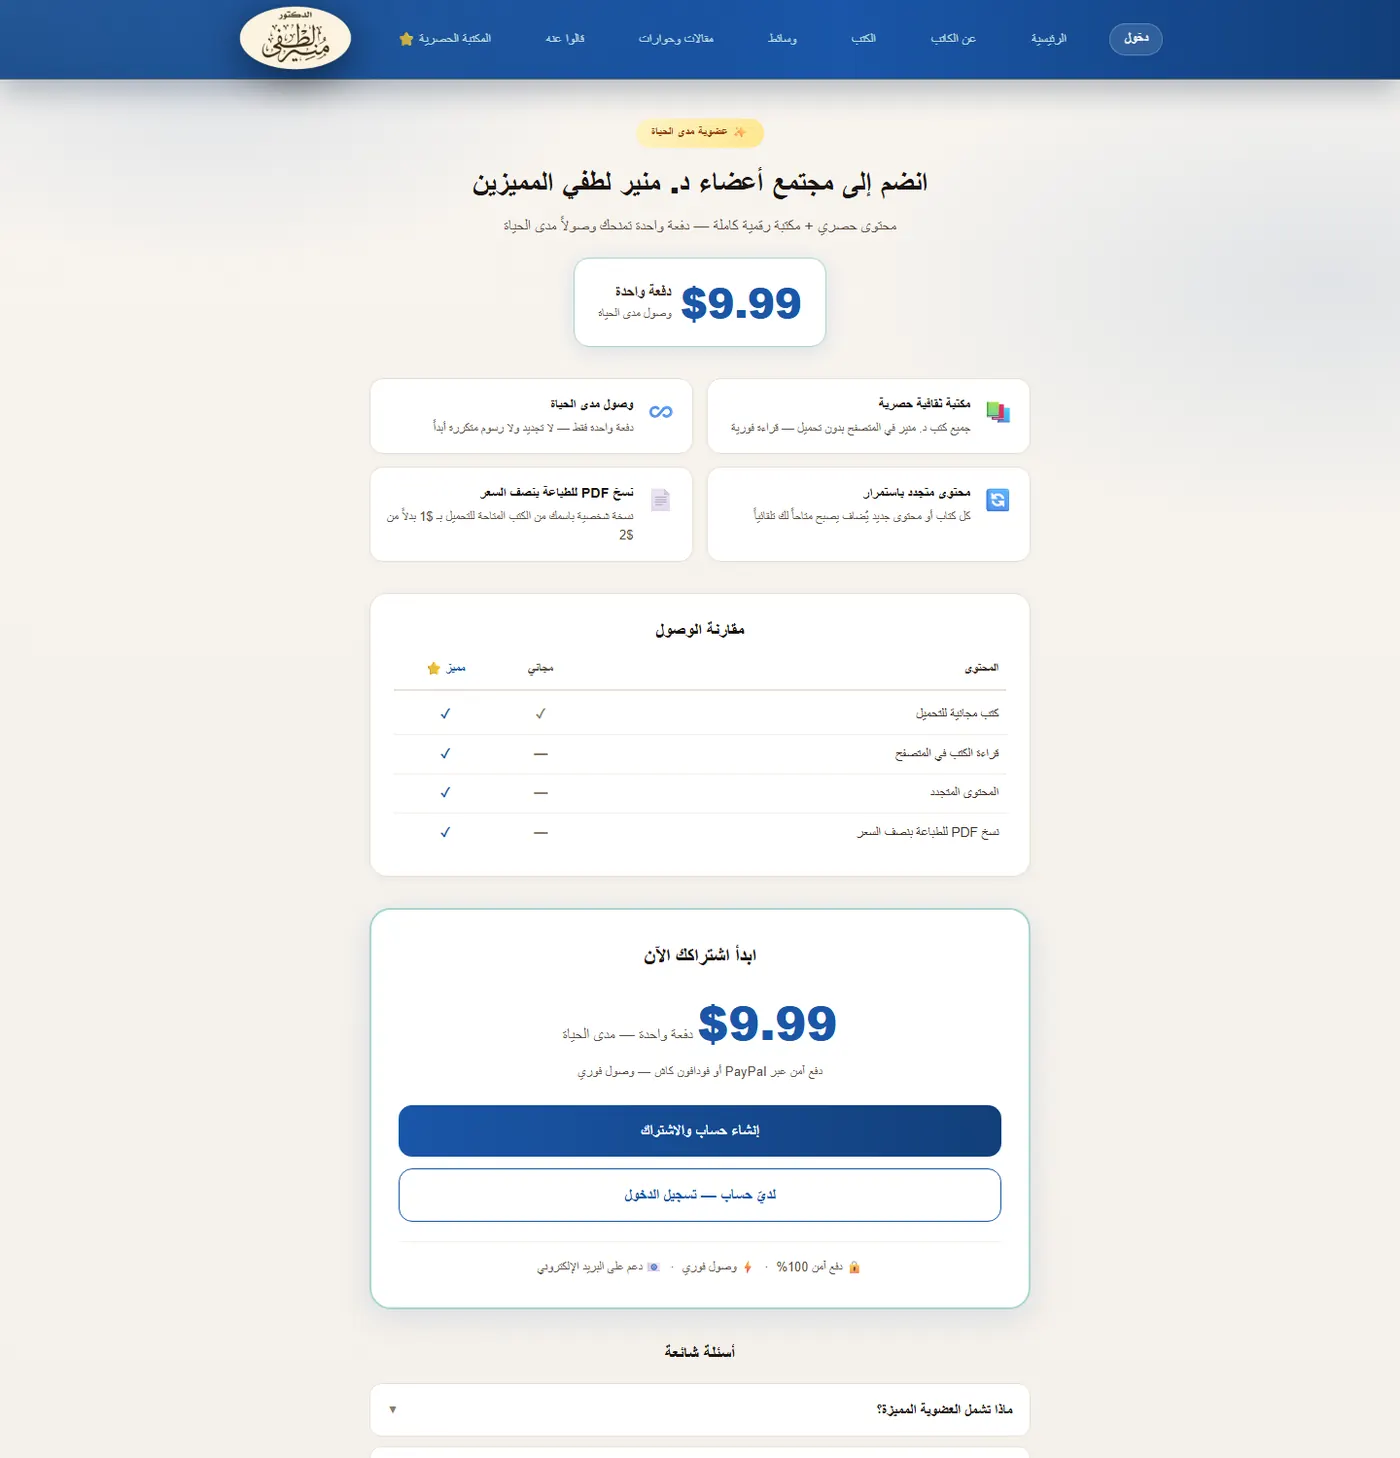 دخول
الرئيسية
عن الكاتب
الكتب
وسائط
مقالات وحوارات
قالوا عنه
المكتبة الحصرية ⭐
الدكتور
منير لطفي
✨ عضوية مدى الحياة
انضم إلى مجتمع أعضاء د. منير لطفي المميزين
محتوى حصري + مكتبة رقمية كاملة — دفعة واحدة تمنحك وصولاً مدى الحياة
$9.99
دفعة واحدة
وصول مدى الحياة
مكتبة ثقافية حصرية
جميع كتب د. منير في المتصفح بدون تحميل — قراءة فورية
وصول مدى الحياة
دفعة واحدة فقط — لا تجديد ولا رسوم متكررة أبداً
محتوى متجدد باستمرار
كل كتاب أو محتوى جديد يُضاف يصبح متاحاً لك تلقائياً
نسخ PDF للطباعة بنصف السعر
نسخة شخصية باسمك من الكتب المتاحة للتحميل بـ $1 بدلاً من
2$
مقارنة الوصول
المحتوى مجاني مميز ⭐
كتب مجانية للتحميل ✓ ✓
قراءة الكتب في المتصفح — ✓
المحتوى المتجدد — ✓
نسخ PDF للطباعة بنصف السعر — ✓
ابدأ اشتراكك الآن
$9.99 دفعة واحدة — مدى الحياة
دفع آمن عبر PayPal أو فودافون كاش — وصول فوري
إنشاء حساب والاشتراك
لديّ حساب — تسجيل الدخول
🔒 دفع آمن 100% · ⚡ وصول فوري · 📧 دعم على البريد الإلكتروني
أسئلة شائعة
ماذا تشمل العضوية المميزة؟ ▼